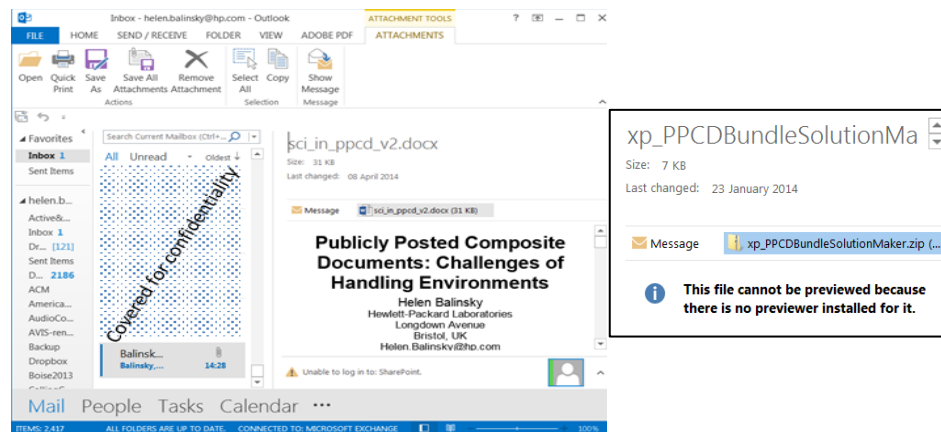 Inbox - helen.balinsky@hp.com - Outlook
ATTACHMENT TOOLS
FILE HOME SEND / RECEIVE FOLDER VIEW ADOBE PDF ATTACHMENTS
Open Quick Print Save As Save All Attachments Remove Attachment Select All Copy Show Message
Actions Selection Message
Favorites
Inbox 1
Sent Items
helen.b...
Active&...
Inbox 1
Dr... [121]
Sent Items
D... 2186
ACM
America...
AudioCo...
AVIS-ren...
Backup
Dropbox
Boise2013
Search Current Mailbox (Ctrl+...
All Unread Oldest ↓
Covered for confidentiality
Balinsk...
Balinsky,... 14:28
sci_in_ppcd_v2.docx
Size: 31 KB
Last changed: 08 April 2014
Message sci_in_ppcd_v2.docx (31 KB)
Publicly Posted Composite
Documents: Challenges of
Handling Environments
Helen Balinsky
Hewlett-Packard Laboratories
Longdown Avenue
Bristol, UK
Helen.Balinsky@hp.com
Unable to log in to: SharePoint.
Mail People Tasks Calendar ···
ITEMS: 2,417 ALL FOLDERS ARE UP TO DATE. CONNECTED TO: MICROSOFT EXCHANGE 100%
xp_PPCDBundleSolutionMa
Size: 7 KB
Last changed: 23 January 2014
Message xp_PPCDBundleSolutionMaker.zip (...
This file cannot be previewed because
there is no previewer installed for it.